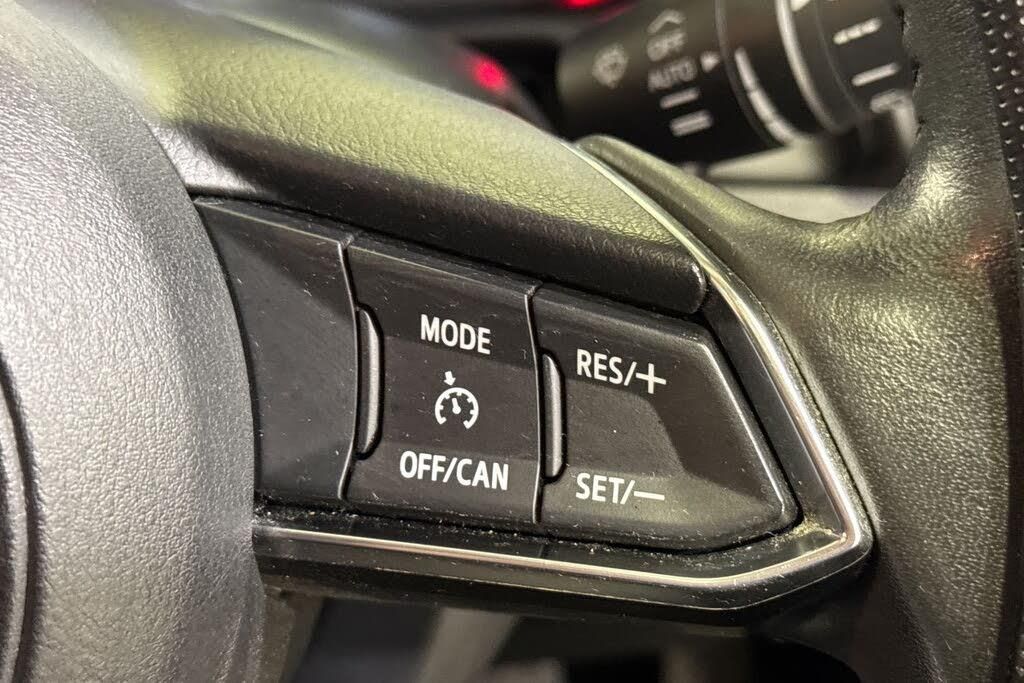 OFF
AUTO
MODE
RES/+
OFF/CAN
SET/—